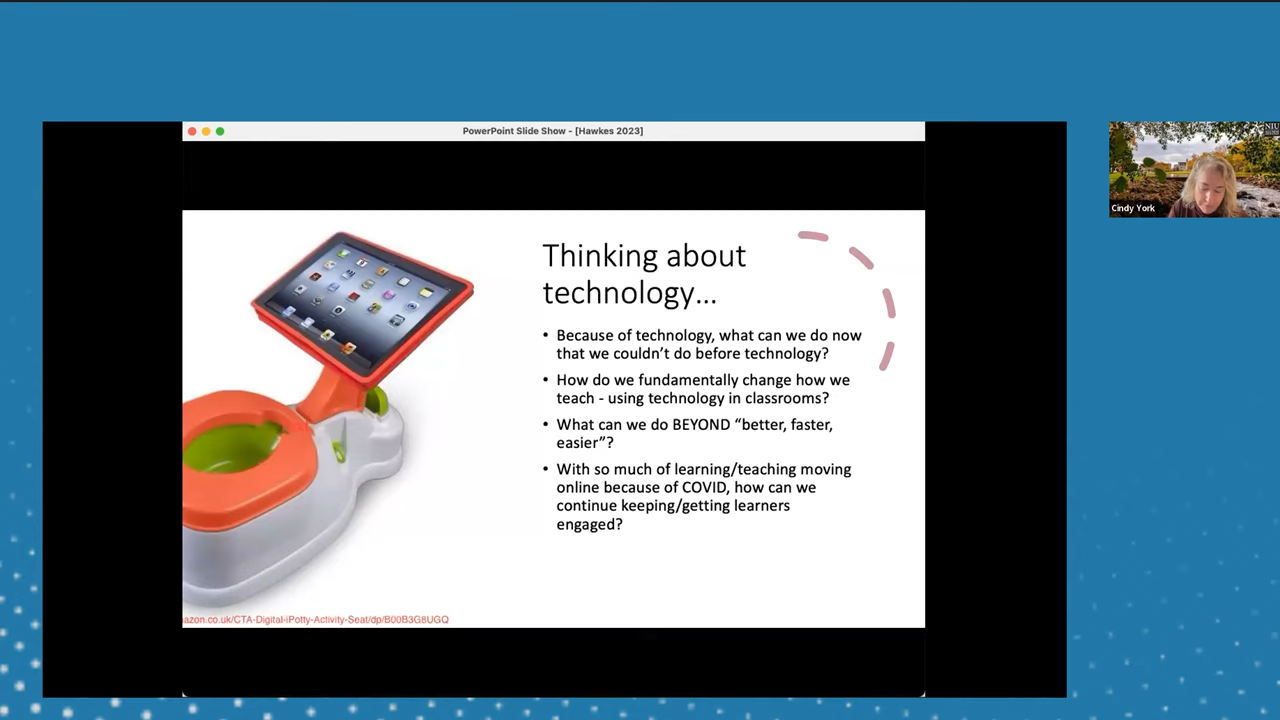 PowerPoint Slide Show - [Hawkes 2023]
NIU
Cindy York
Thinking about
technology...
• Because of technology, what can we do now
that we couldn't do before technology?
• How do we fundamentally change how we
teach - using technology in classrooms?
• What can we do BEYOND “better, faster,
easier”?
• With so much of learning/teaching moving
online because of COVID, how can we
continue keeping/getting learners
engaged?
azon.co.uk/CTA-Digital-iPotty-Activity-Seat/dp/B00B3G8UGQ